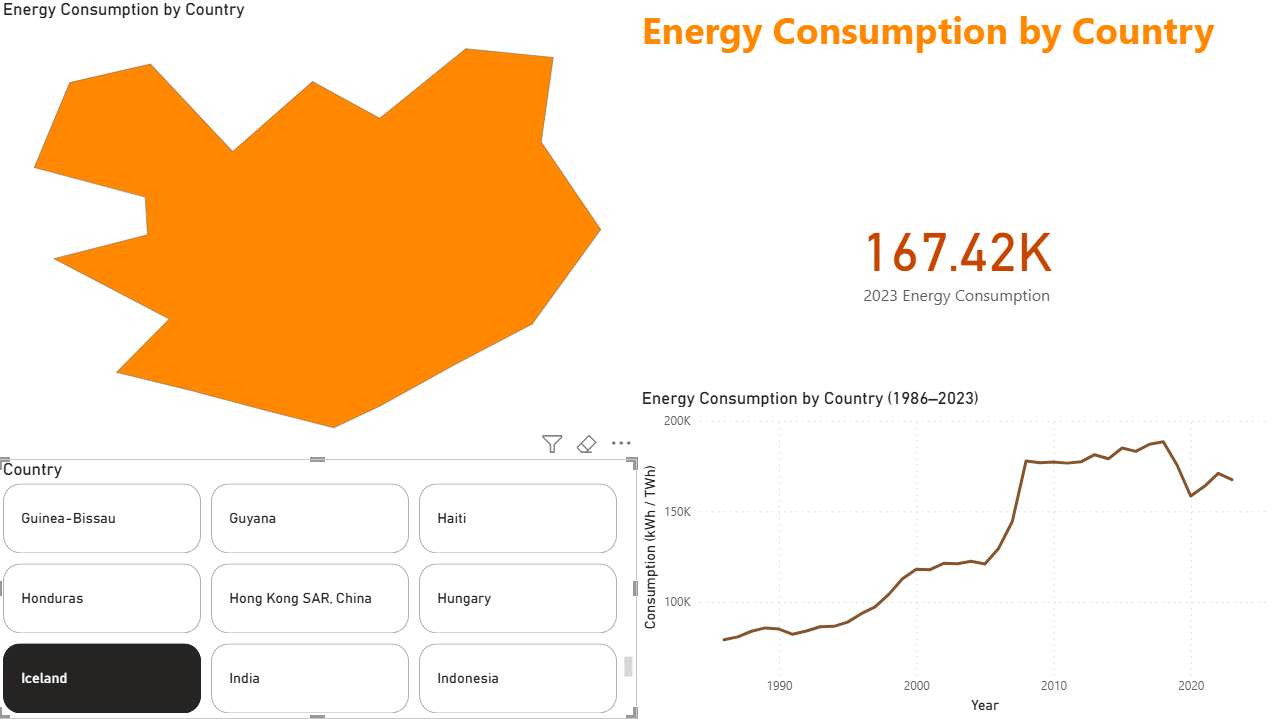 Energy Consumption by Country
Energy Consumption by Country
167.42K
2023 Energy Consumption
Country
Guinea-Bissau
Guyana
Haiti
Honduras
Hong Kong SAR, China
Hungary
Iceland
India
Indonesia
Energy Consumption by Country (1986–2023)
Consumption (kWh / TWh)
200K
150K
100K
1990
2000
2010
2020
Year